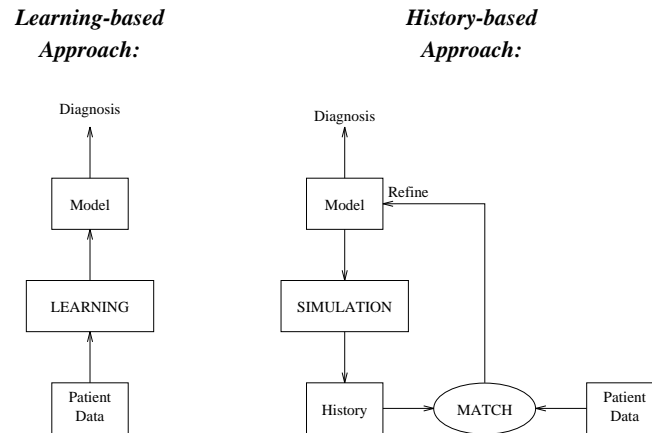 Learning-based
Approach:
Diagnosis
Model
LEARNING
Patient
Data
History-based
Approach:
Diagnosis
Model
Refine
SIMULATION
History
MATCH
Patient
Data